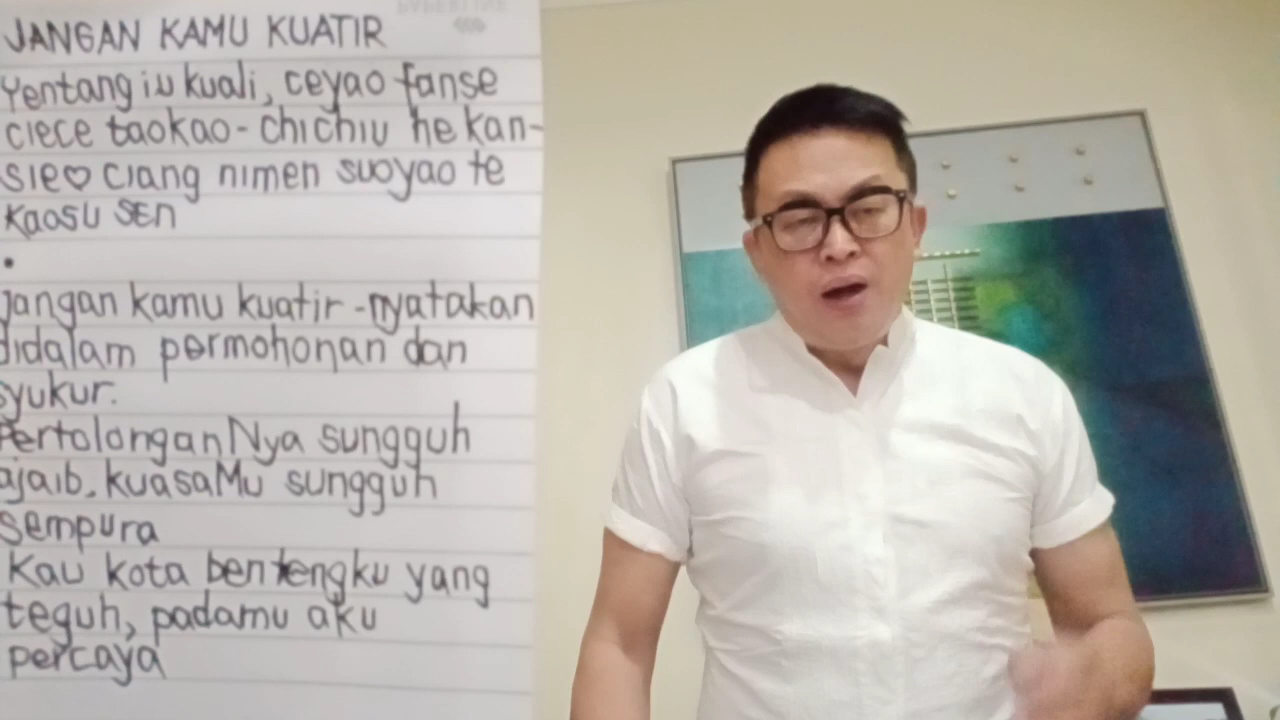 JANGAN KAMU KUATIR
Yentang iu kuali, ceyao fanse
ciece taokao - chichiu he kan-
sie♡ ciang nimen suoyao te
kaosu SEn
•
Jangan kamu kuatir - nyatakan
didalam permohonan dan
syukur.
PertolonganNya sungguh
ajaib. kuasaMu sungguh
sempura
Kau kota bentengku yang
teguh, padamu aku
percaya